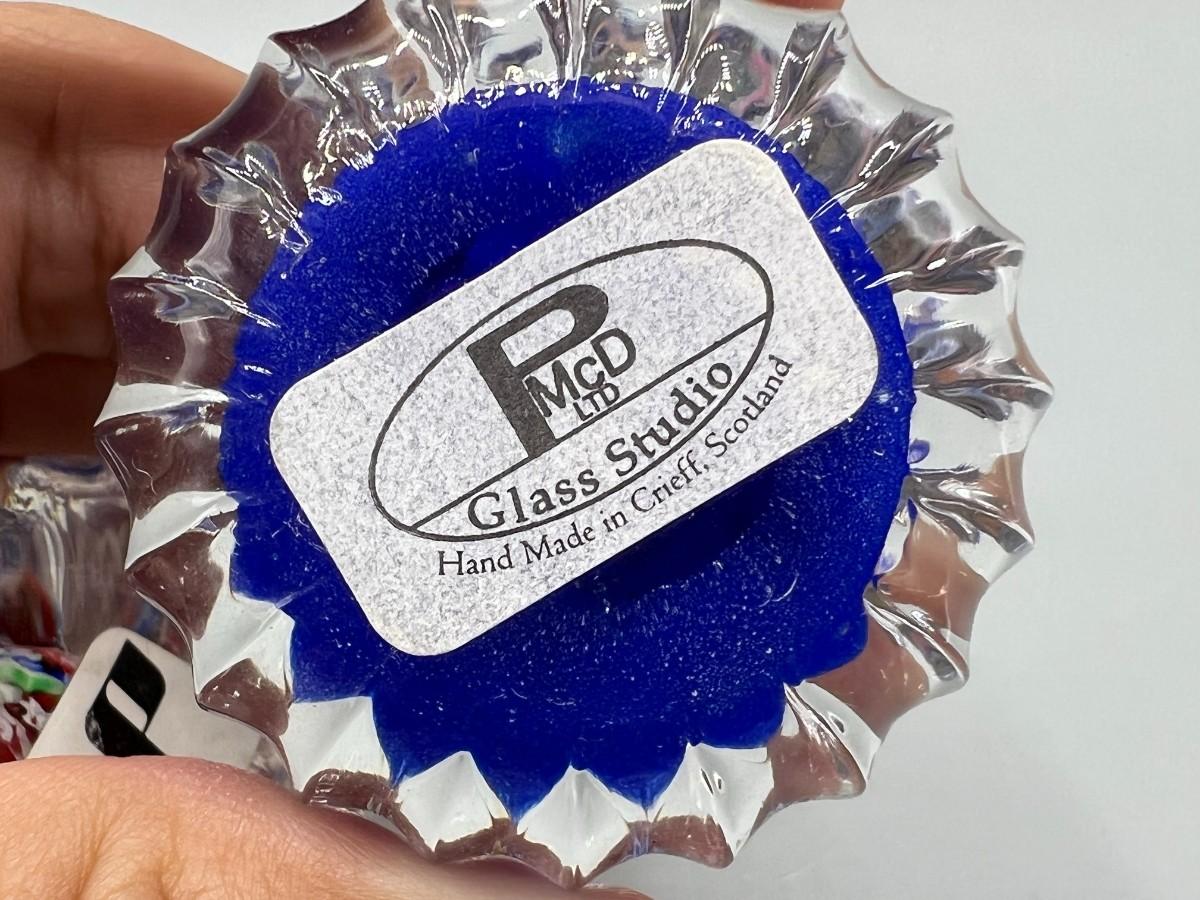 P
McD
LTD
Glass Studio
Hand Made in Crieff, Scotland
P